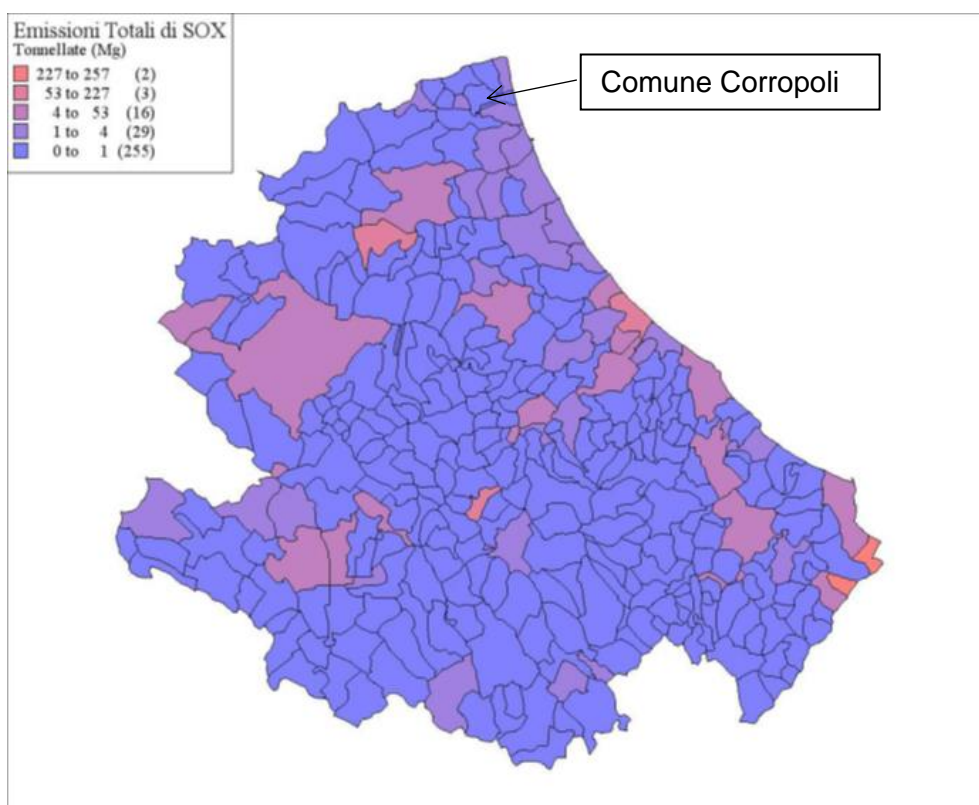 Emissioni Totali di SOX
Tonnellate (Mg)
227 to 257 (2)
53 to 227 (3)
4 to 53 (16)
1 to 4 (29)
0 to 1 (255)
Comune Corropoli